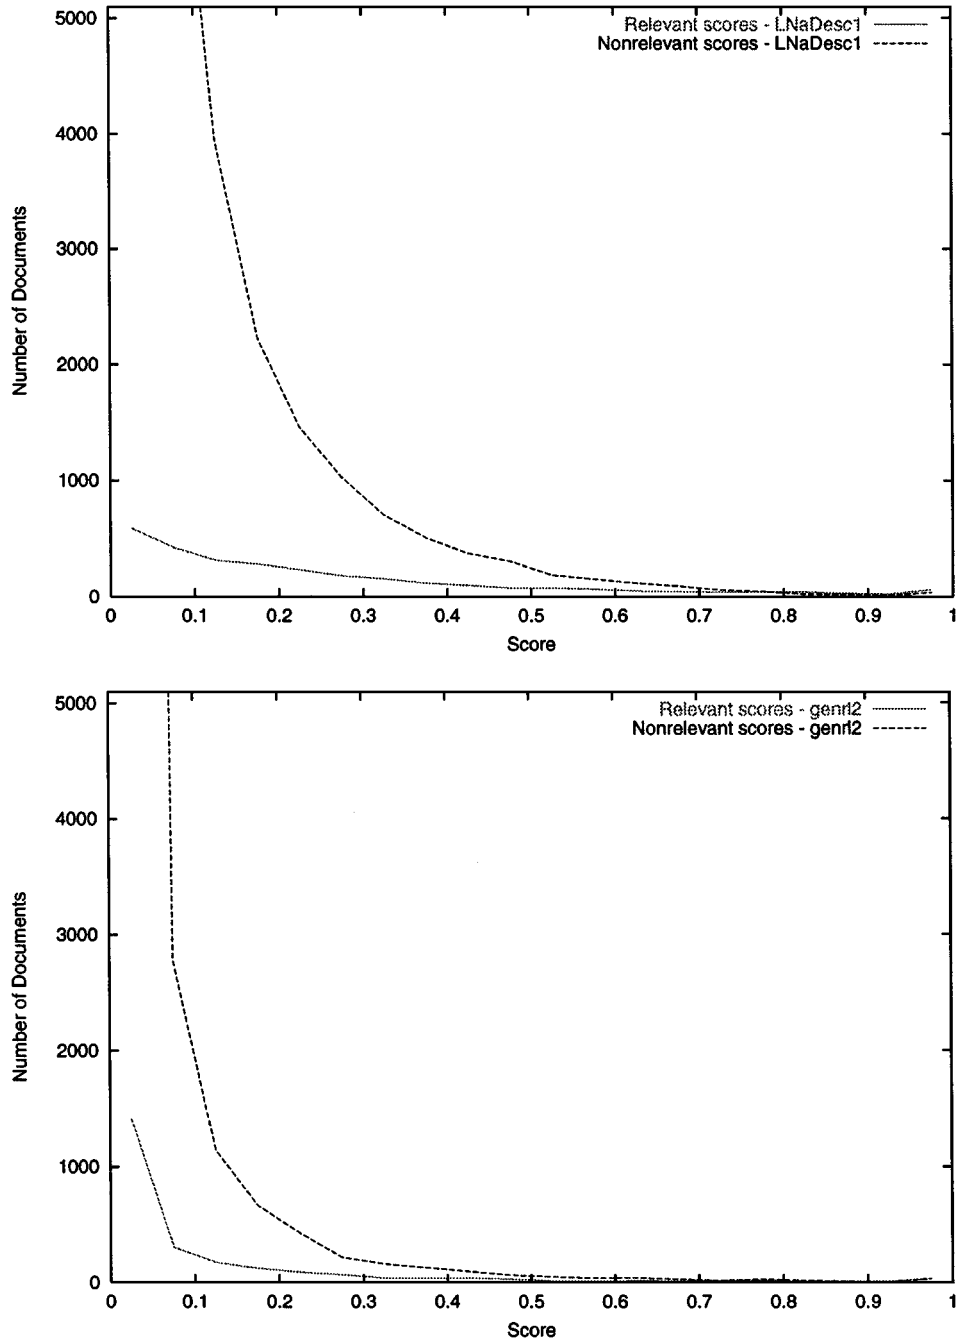 5000
4000
3000
2000
1000
0
Number of Documents
Relevant scores - LNaDesc1
Nonrelevant scores - LNaDesc1
0 0.1 0.2 0.3 0.4 0.5 0.6 0.7 0.8 0.9 1
Score
5000
4000
3000
2000
1000
0
Number of Documents
Relevant scores - genrl2
Nonrelevant scores - genrl2
0 0.1 0.2 0.3 0.4 0.5 0.6 0.7 0.8 0.9 1
Score